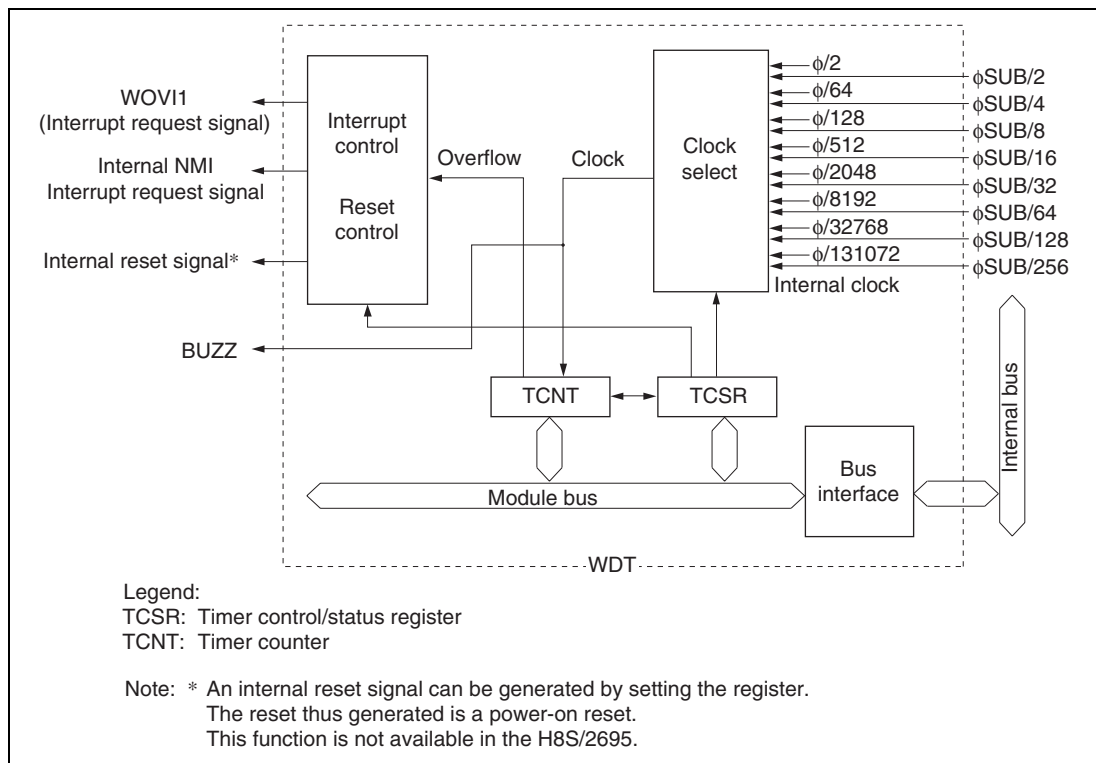 WOVI1
(Interrupt request signal)
Internal NMI
Interrupt request signal
Internal reset signal*
BUZZ
Interrupt
control
Reset
control
Overflow
Clock
Clock
select
ϕ/2
ϕ/64
ϕ/128
ϕ/512
ϕ/2048
ϕ/8192
ϕ/32768
ϕ/131072
Internal clock
ϕSUB/2
ϕSUB/4
ϕSUB/8
ϕSUB/16
ϕSUB/32
ϕSUB/64
ϕSUB/128
ϕSUB/256
TCNT
TCSR
Module bus
Bus
interface
Internal bus
WDT
Legend:
TCSR: Timer control/status register
TCNT: Timer counter
Note: * An internal reset signal can be generated by setting the register.
The reset thus generated is a power-on reset.
This function is not available in the H8S/2695.